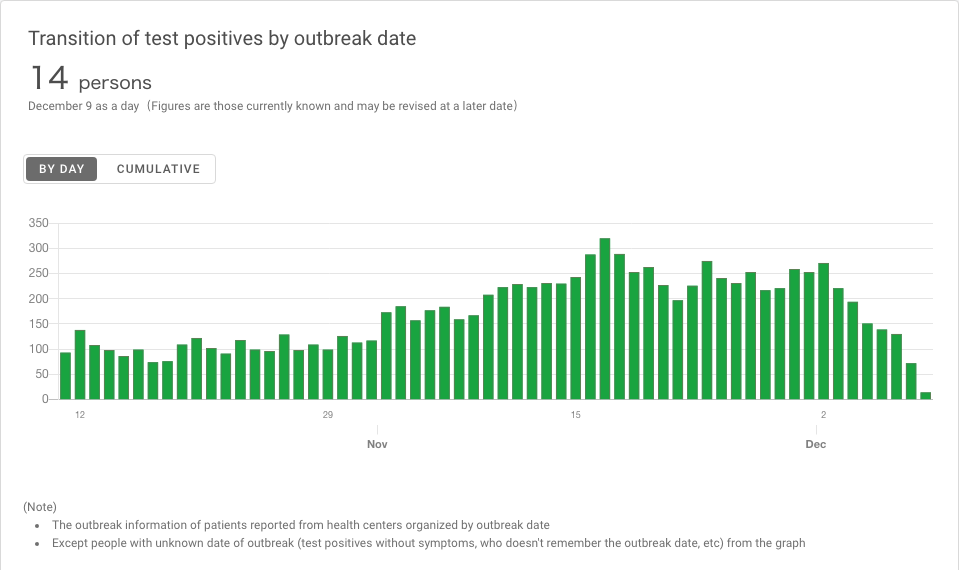 Transition of test positives by outbreak date
14 persons
December 9 as a day（Figures are those currently known and may be revised at a later date）
BY DAY CUMULATIVE
350
300
250
200
150
100
50
0
12 29 15 2
Nov Dec
(Note)
• The outbreak information of patients reported from health centers organized by outbreak date
• Except people with unknown date of outbreak (test positives without symptoms, who doesn't remember the outbreak date, etc) from the graph